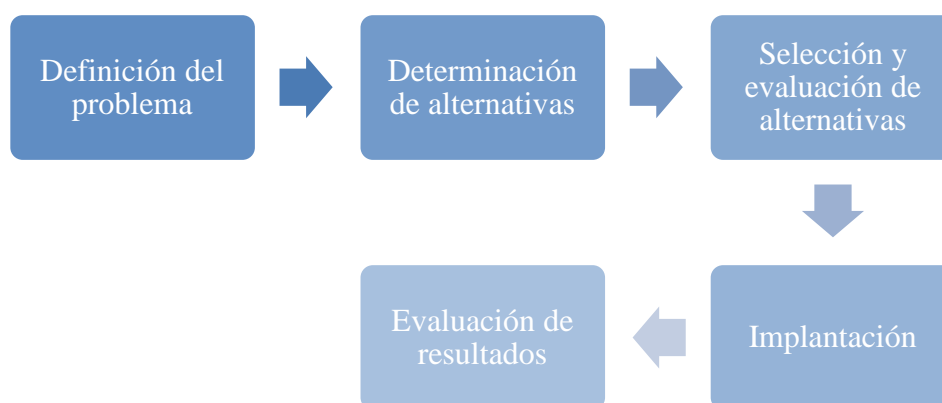 Definición del
problema
Determinación
de alternativas
Selección y
evaluación de
alternativas
Implantación
Evaluación de
resultados